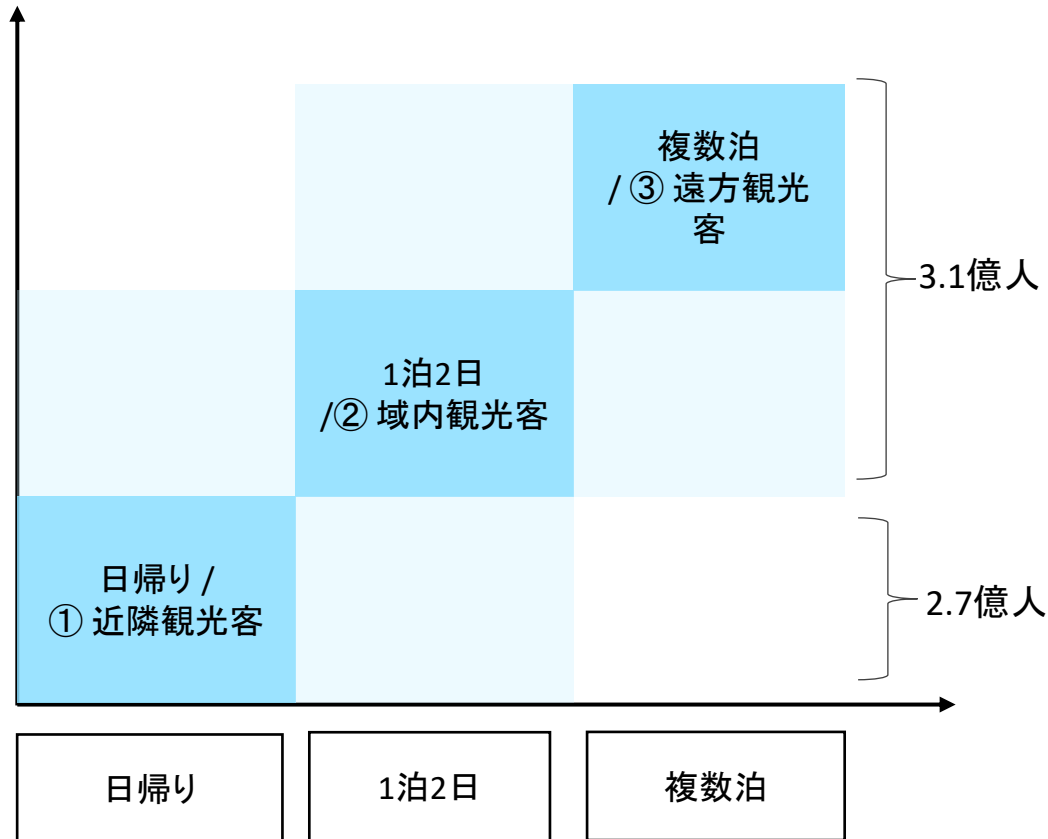 複数泊
/ ③ 遠方観光
客
3.1億人
1泊2日
/② 域内観光客
日帰り /
① 近隣観光客
2.7億人
日帰り
1泊2日
複数泊